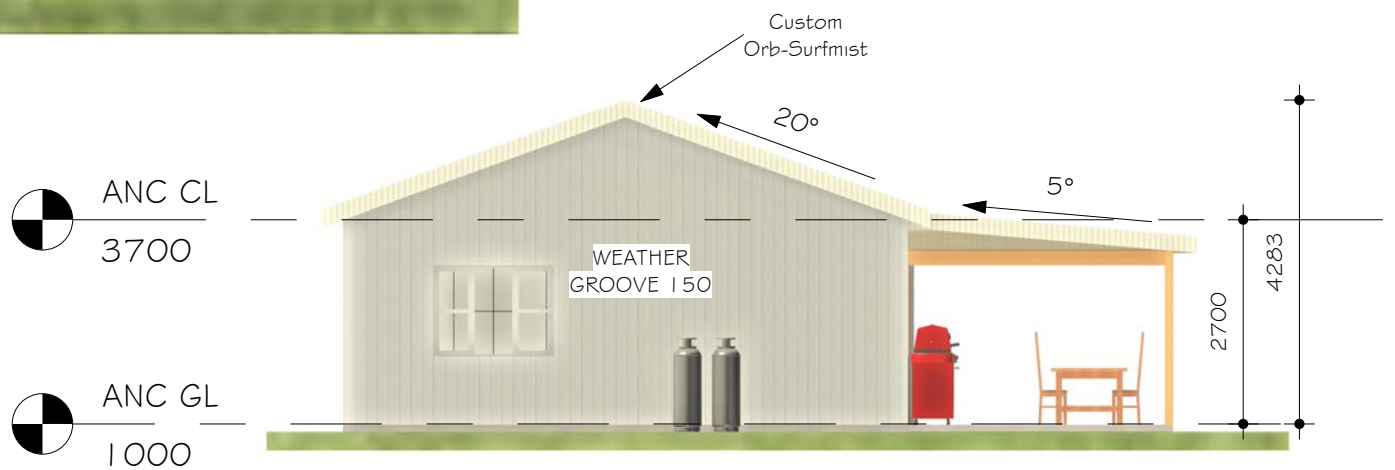 Custom
Orb-Surfmist
20°
5°
ANC CL
3700
WEATHER
GROOVE 150
4283
2700
ANC GL
1000